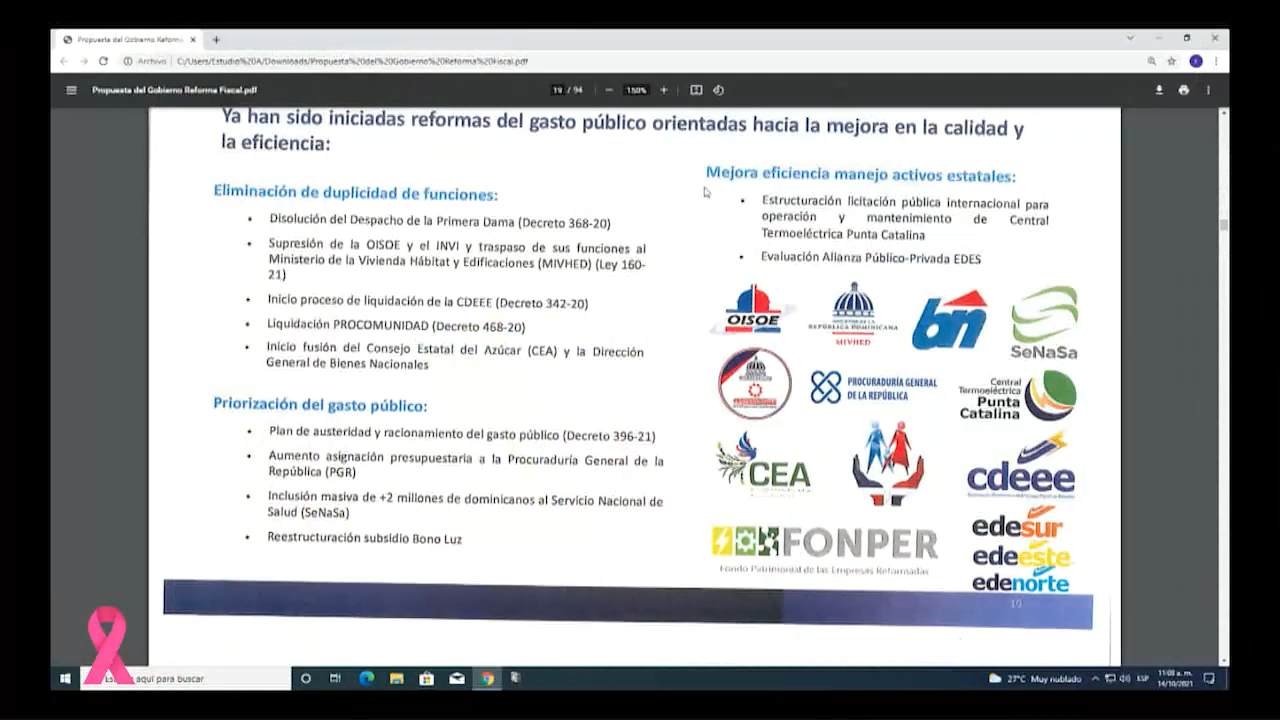 Propuesta del Gobierno Reforma
Archivo
C:/Users/Estudio%20A/Downloads/Propuesta%20del%20Gobierno%20Reforma%20Fiscal.pdf
Propuesta del Gobierno Reforma Fiscal.pdf
19 / 94
150%
Ya han sido iniciadas reformas del gasto público orientadas hacia la mejora en la calidad y
la eficiencia:
Eliminación de duplicidad de funciones:
• Disolución del Despacho de la Primera Dama (Decreto 368-20)
• Supresión de la OISOE y el INVI y traspaso de sus funciones al
Ministerio de la Vivienda Hábitat y Edificaciones (MIVHED) (Ley 160-
21)
• Inicio proceso de liquidación de la CDEEE (Decreto 342-20)
• Liquidación PROCOMUNIDAD (Decreto 468-20)
• Inicio fusión del Consejo Estatal del Azúcar (CEA) y la Dirección
General de Bienes Nacionales
Priorización del gasto público:
• Plan de austeridad y racionamiento del gasto público (Decreto 396-21)
• Aumento asignación presupuestaria a la Procuraduría General de la
República (PGR)
• Inclusión masiva de +2 millones de dominicanos al Servicio Nacional de
Salud (SeNaSa)
• Reestructuración subsidio Bono Luz
Mejora eficiencia manejo activos estatales:
• Estructuración licitación pública internacional para
operación y mantenimiento de Central
Termoeléctrica Punta Catalina
• Evaluación Alianza Público-Privada EDES
OISOE
REPÚBLICA DOMINICANA
MIVHED
bn
SeNaSa
PROCURADURÍA GENERAL
DE LA REPÚBLICA
Central
Termoeléctrica
Punta
Catalina
CEA
cdeee
FONPER
Fondo Patrimonial de las Empresas Reformadas
edesur
edeeste
edenorte
19
aquí para buscar
27°C Muy nublado
ESP
11:08 a. m.
14/10/2021